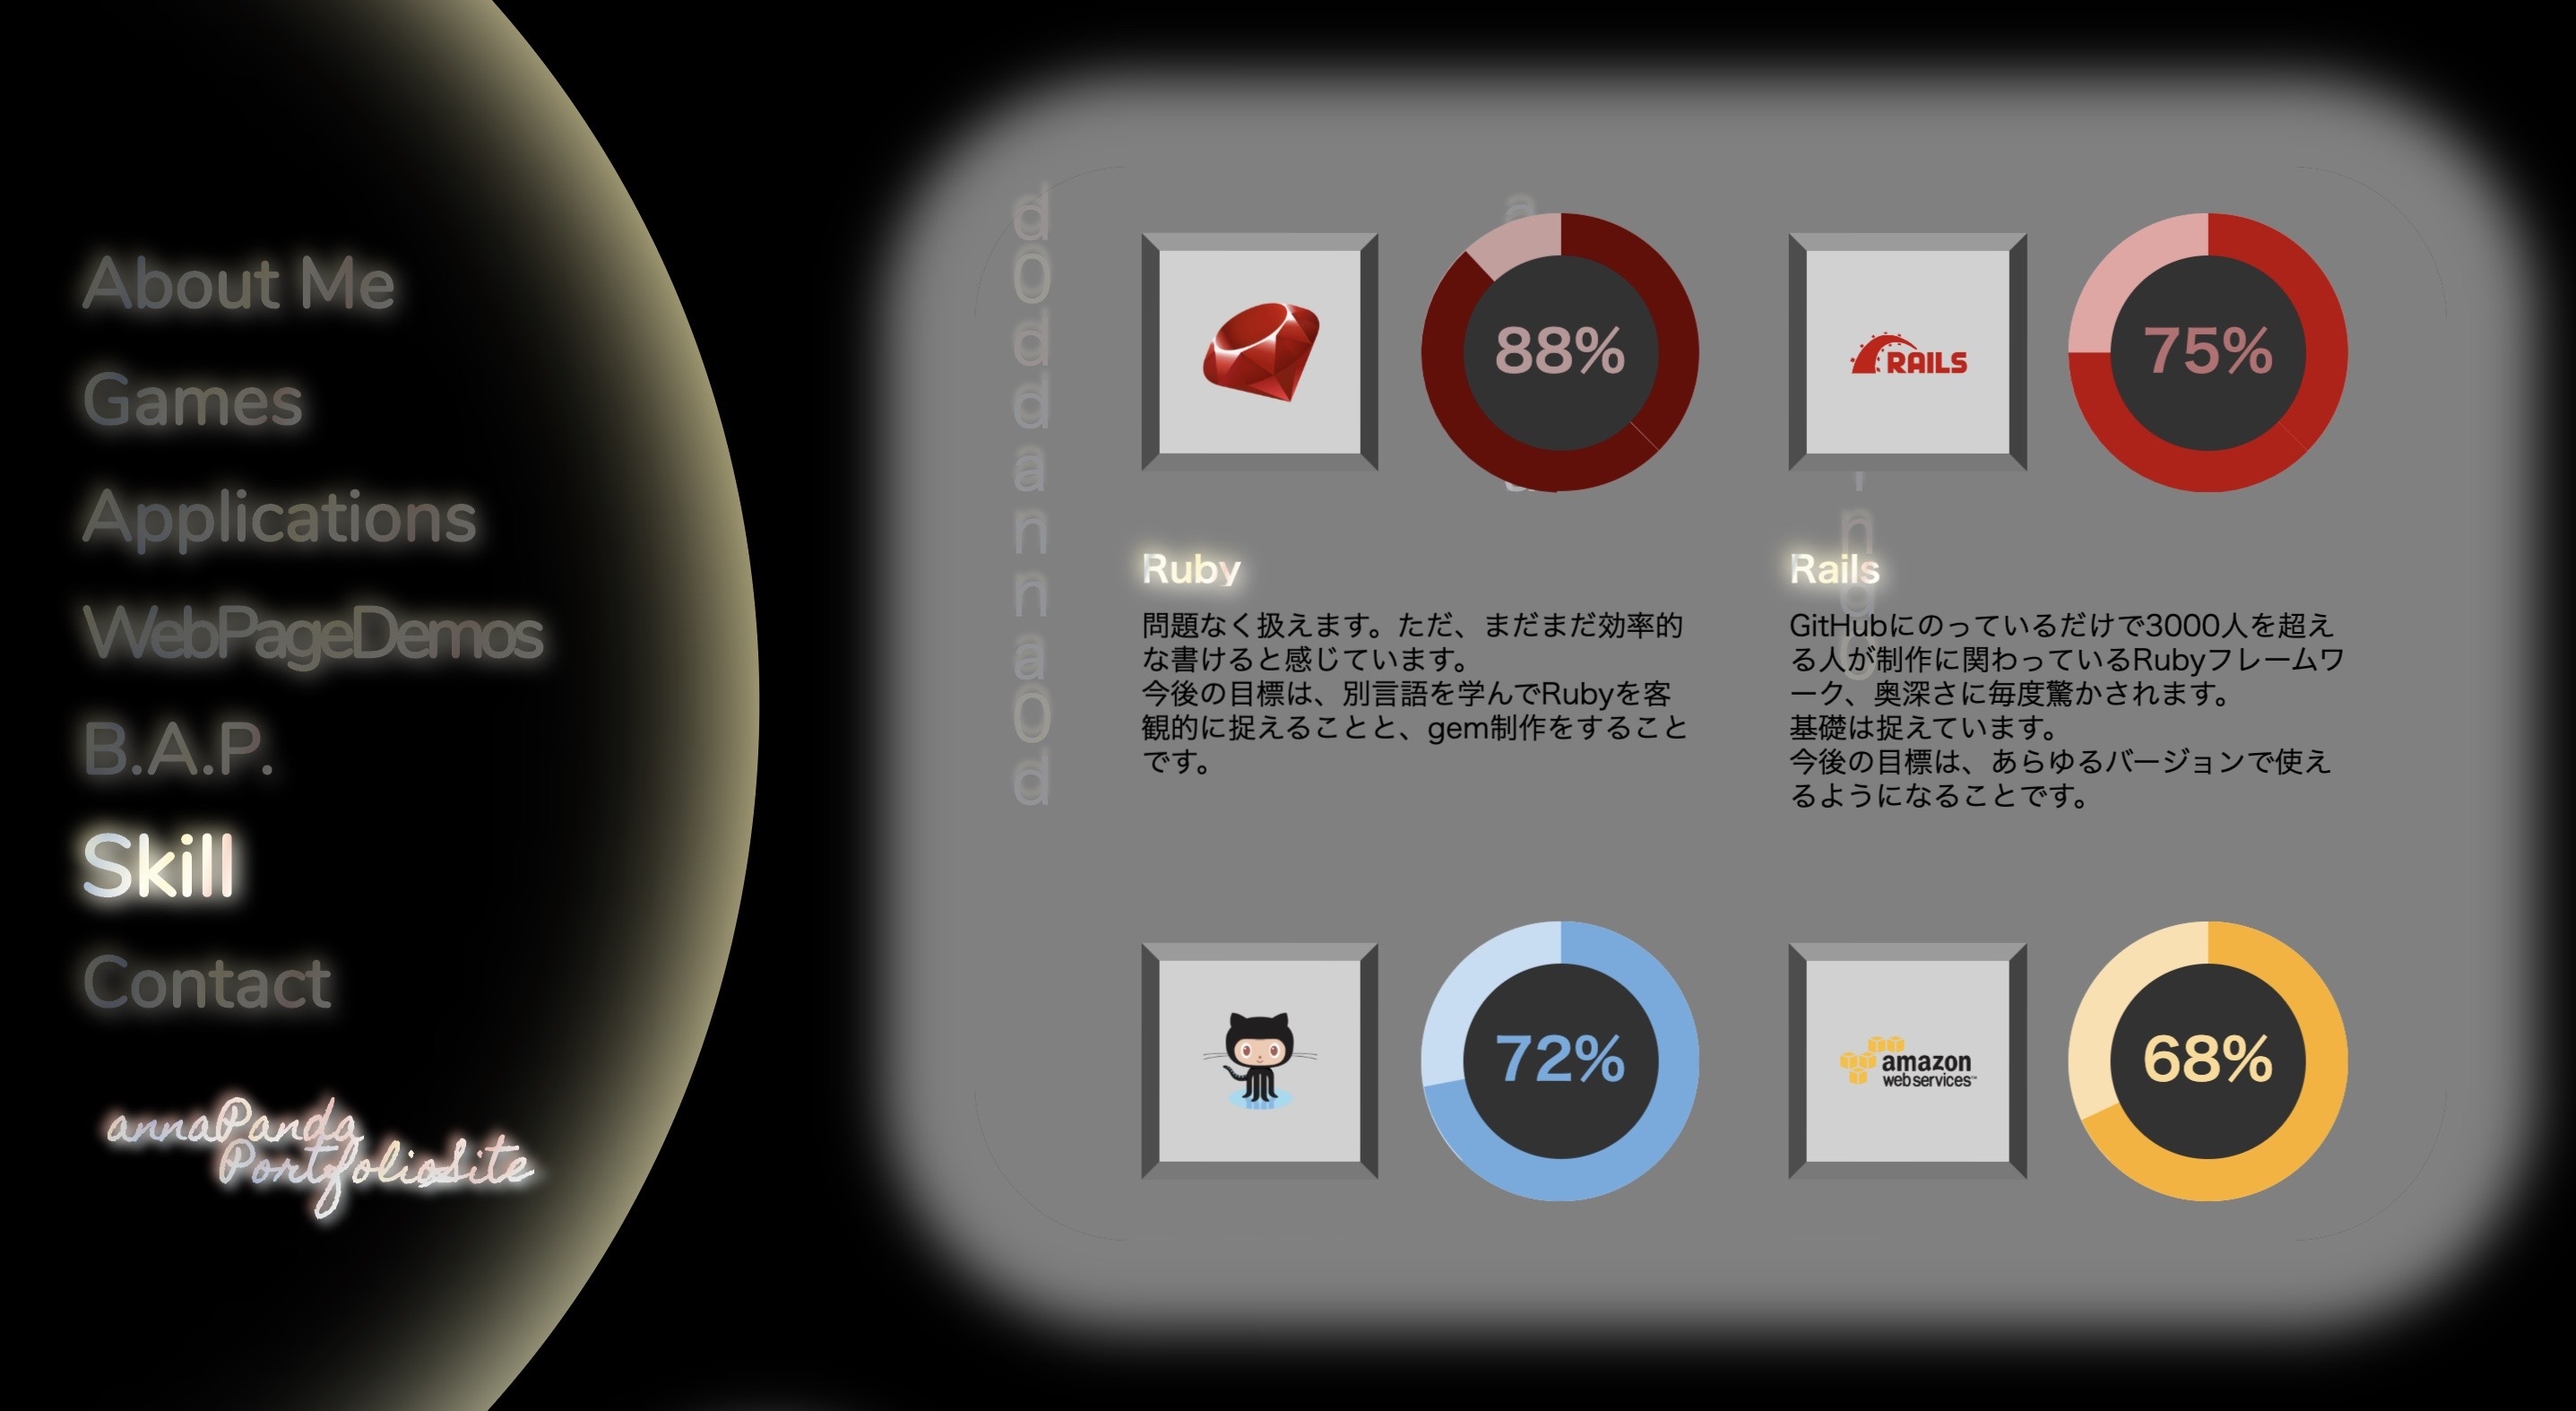 About Me
Games
Applications
WebPageDemos
B.A.P.
Skill
Contact
annaPanda
PortfolioSite
d
O
d
d
a
n
n
a
O
d
88%
RAILS
75%
Ruby
問題なく扱えます。ただ、まだまだ効率的
な書けると感じています。
今後の目標は、別言語を学んでRubyを客
観的に捉えることと、gem制作をすること
です。
Rails
GitHubにのっているだけで3000人を超え
る人が制作に関わっているRubyフレームワ
ーク、奥深さに毎度驚かされます。
基礎は捉えています。
今後の目標は、あらゆるバージョンで使え
るようになることです。
72%
amazon
webservices™
68%